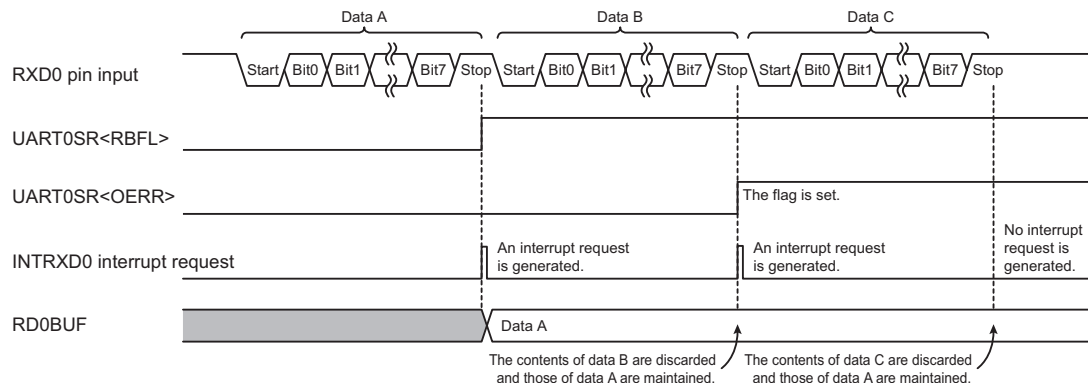 Data A Data B Data C
RXD0 pin input
Start Bit0 Bit1 Bit7 Stop Start Bit0 Bit1 Bit7 Stop Start Bit0 Bit1 Bit7 Stop
UART0SR<RBFL>
UART0SR<OERR>
The flag is set.
INTRXD0 interrupt request
An interrupt request
is generated.
An interrupt request
is generated.
No interrupt
request is
generated.
RD0BUF
Data A
The contents of data B are discarded
and those of data A are maintained.
The contents of data C are discarded
and those of data A are maintained.